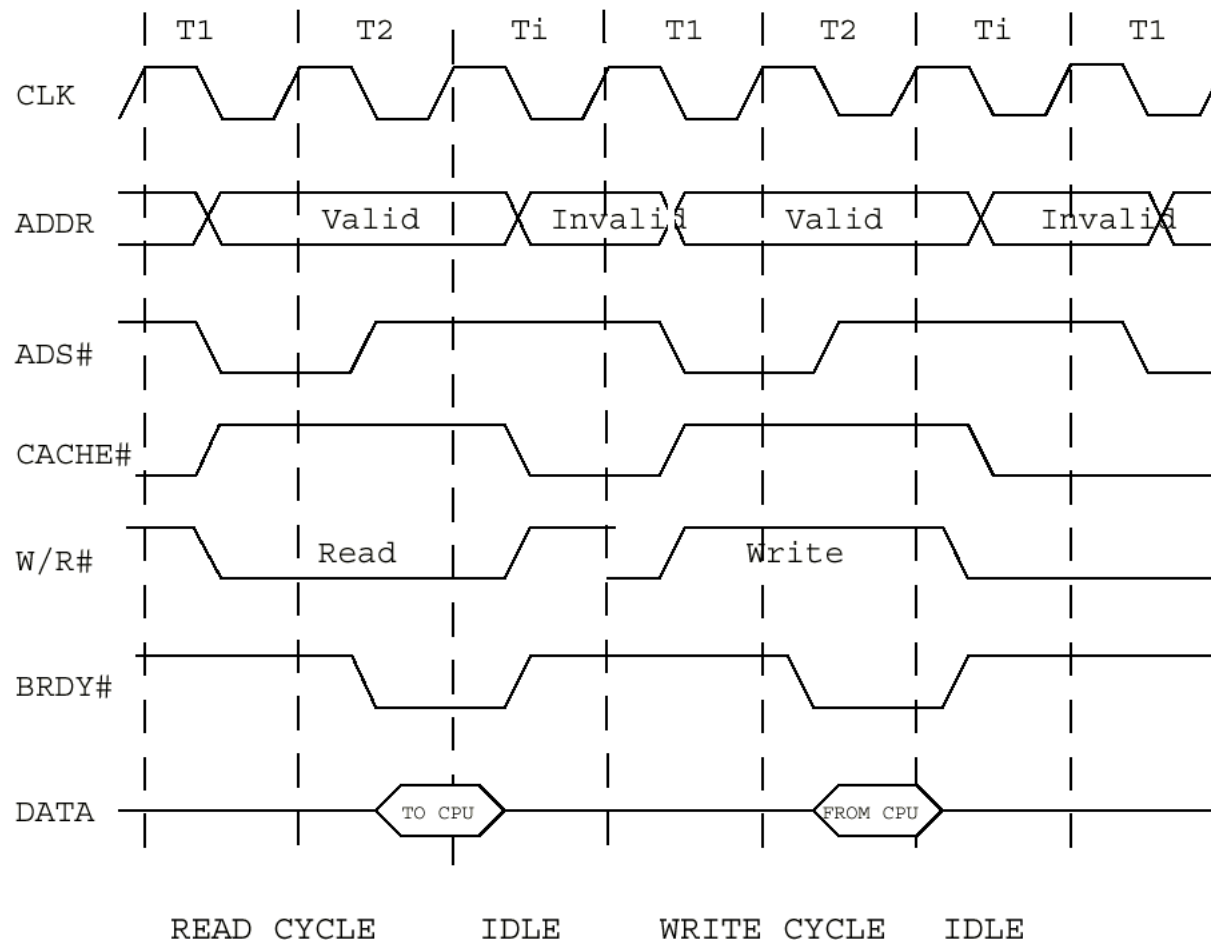 T1 T2 Ti T1 T2 Ti T1
CLK
ADDR Valid Invalid Valid Invalid
ADS#
CACHE#
W/R# Read Write
BRDY#
DATA TO CPU FROM CPU
READ CYCLE IDLE WRITE CYCLE IDLE